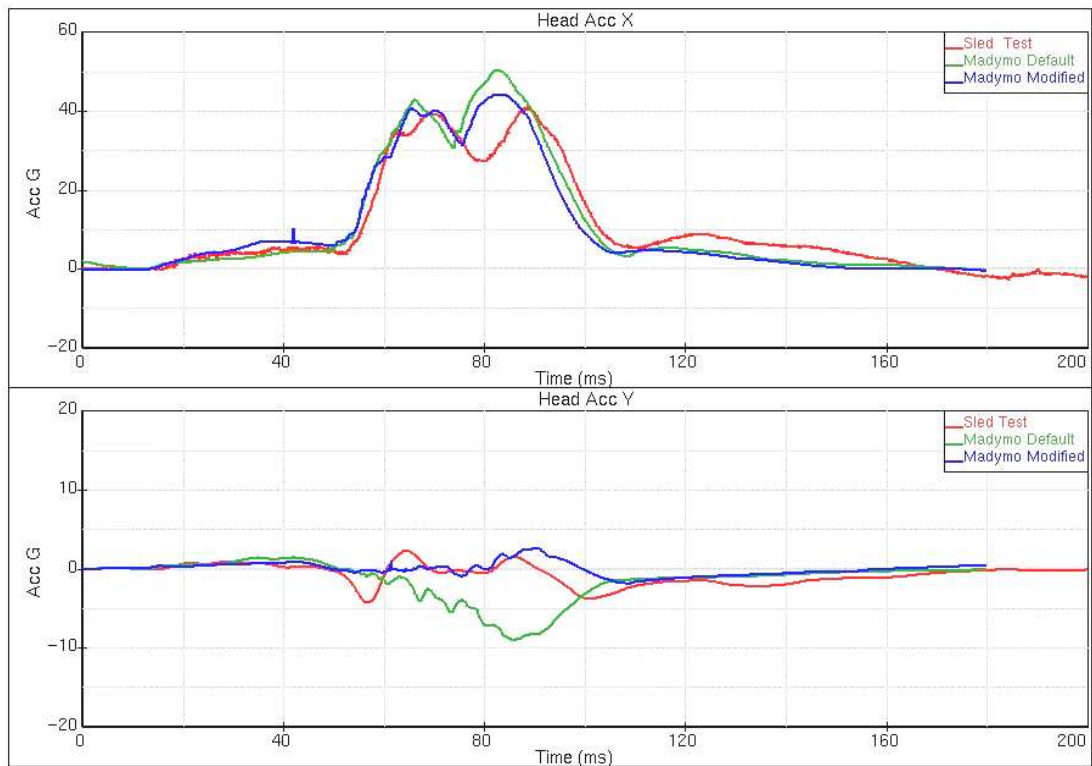 Head Acc X
60
Sled Test
Madymo Default
Madymo Modified
40
Acc G
20
0
-20
0 40 80 120 160 200
Time (ms)
Head Acc Y
20
Sled Test
Madymo Default
Madymo Modified
10
Acc G
0
-10
-20
0 40 80 120 160 200
Time (ms)